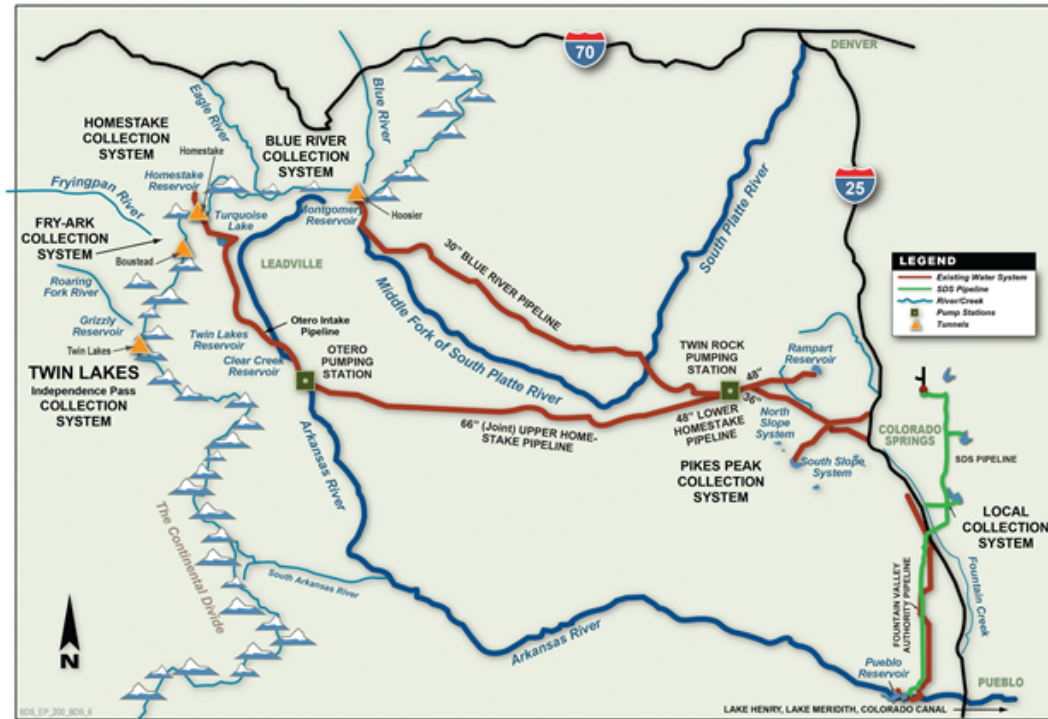 70
DENVER
Eagle River
Blue River
HOMESTAKE
COLLECTION
SYSTEM
Homestake
BLUE RIVER
COLLECTION
SYSTEM
Homestake
Reservoir
Fryingpan River
Turquoise
Lake
Montgomery
Reservoir
Hoosier
25
South Platte River
FRY-ARK
COLLECTION
SYSTEM
Boustead
LEADVILLE
30" BLUE RIVER PIPELINE
LEGEND
Existing Water System
SDS Pipeline
River/Creek
Pump Stations
Tunnels
Roaring
Fork River
Grizzly
Reservoir
Twin Lakes
Middle Fork of South Platte River
Otero Intake
Pipeline
Twin Lakes
Reservoir
Clear Creek
Reservoir
OTERO
PUMPING
STATION
TWIN ROCK
PUMPING
STATION
Rampart
Reservoir
48"
36"
TWIN LAKES
Independence Pass
COLLECTION
SYSTEM
66" (Joint) UPPER HOME-
STAKE PIPELINE
48" LOWER
HOMESTAKE
PIPELINE
North
Slope
System
COLORADO
SPRINGS
SDS PIPELINE
South Slope
System
PIKES PEAK
COLLECTION
SYSTEM
LOCAL
COLLECTION
SYSTEM
Arkansas River
The Continental Divide
South Arkansas River
Fountain Creek
FOUNTAIN VALLEY
AUTHORITY PIPELINE
N
Arkansas River
Pueblo
Reservoir
PUEBLO
LAKE HENRY, LAKE MERIDITH, COLORADO CANAL
SDS_EP_200_BDS_6